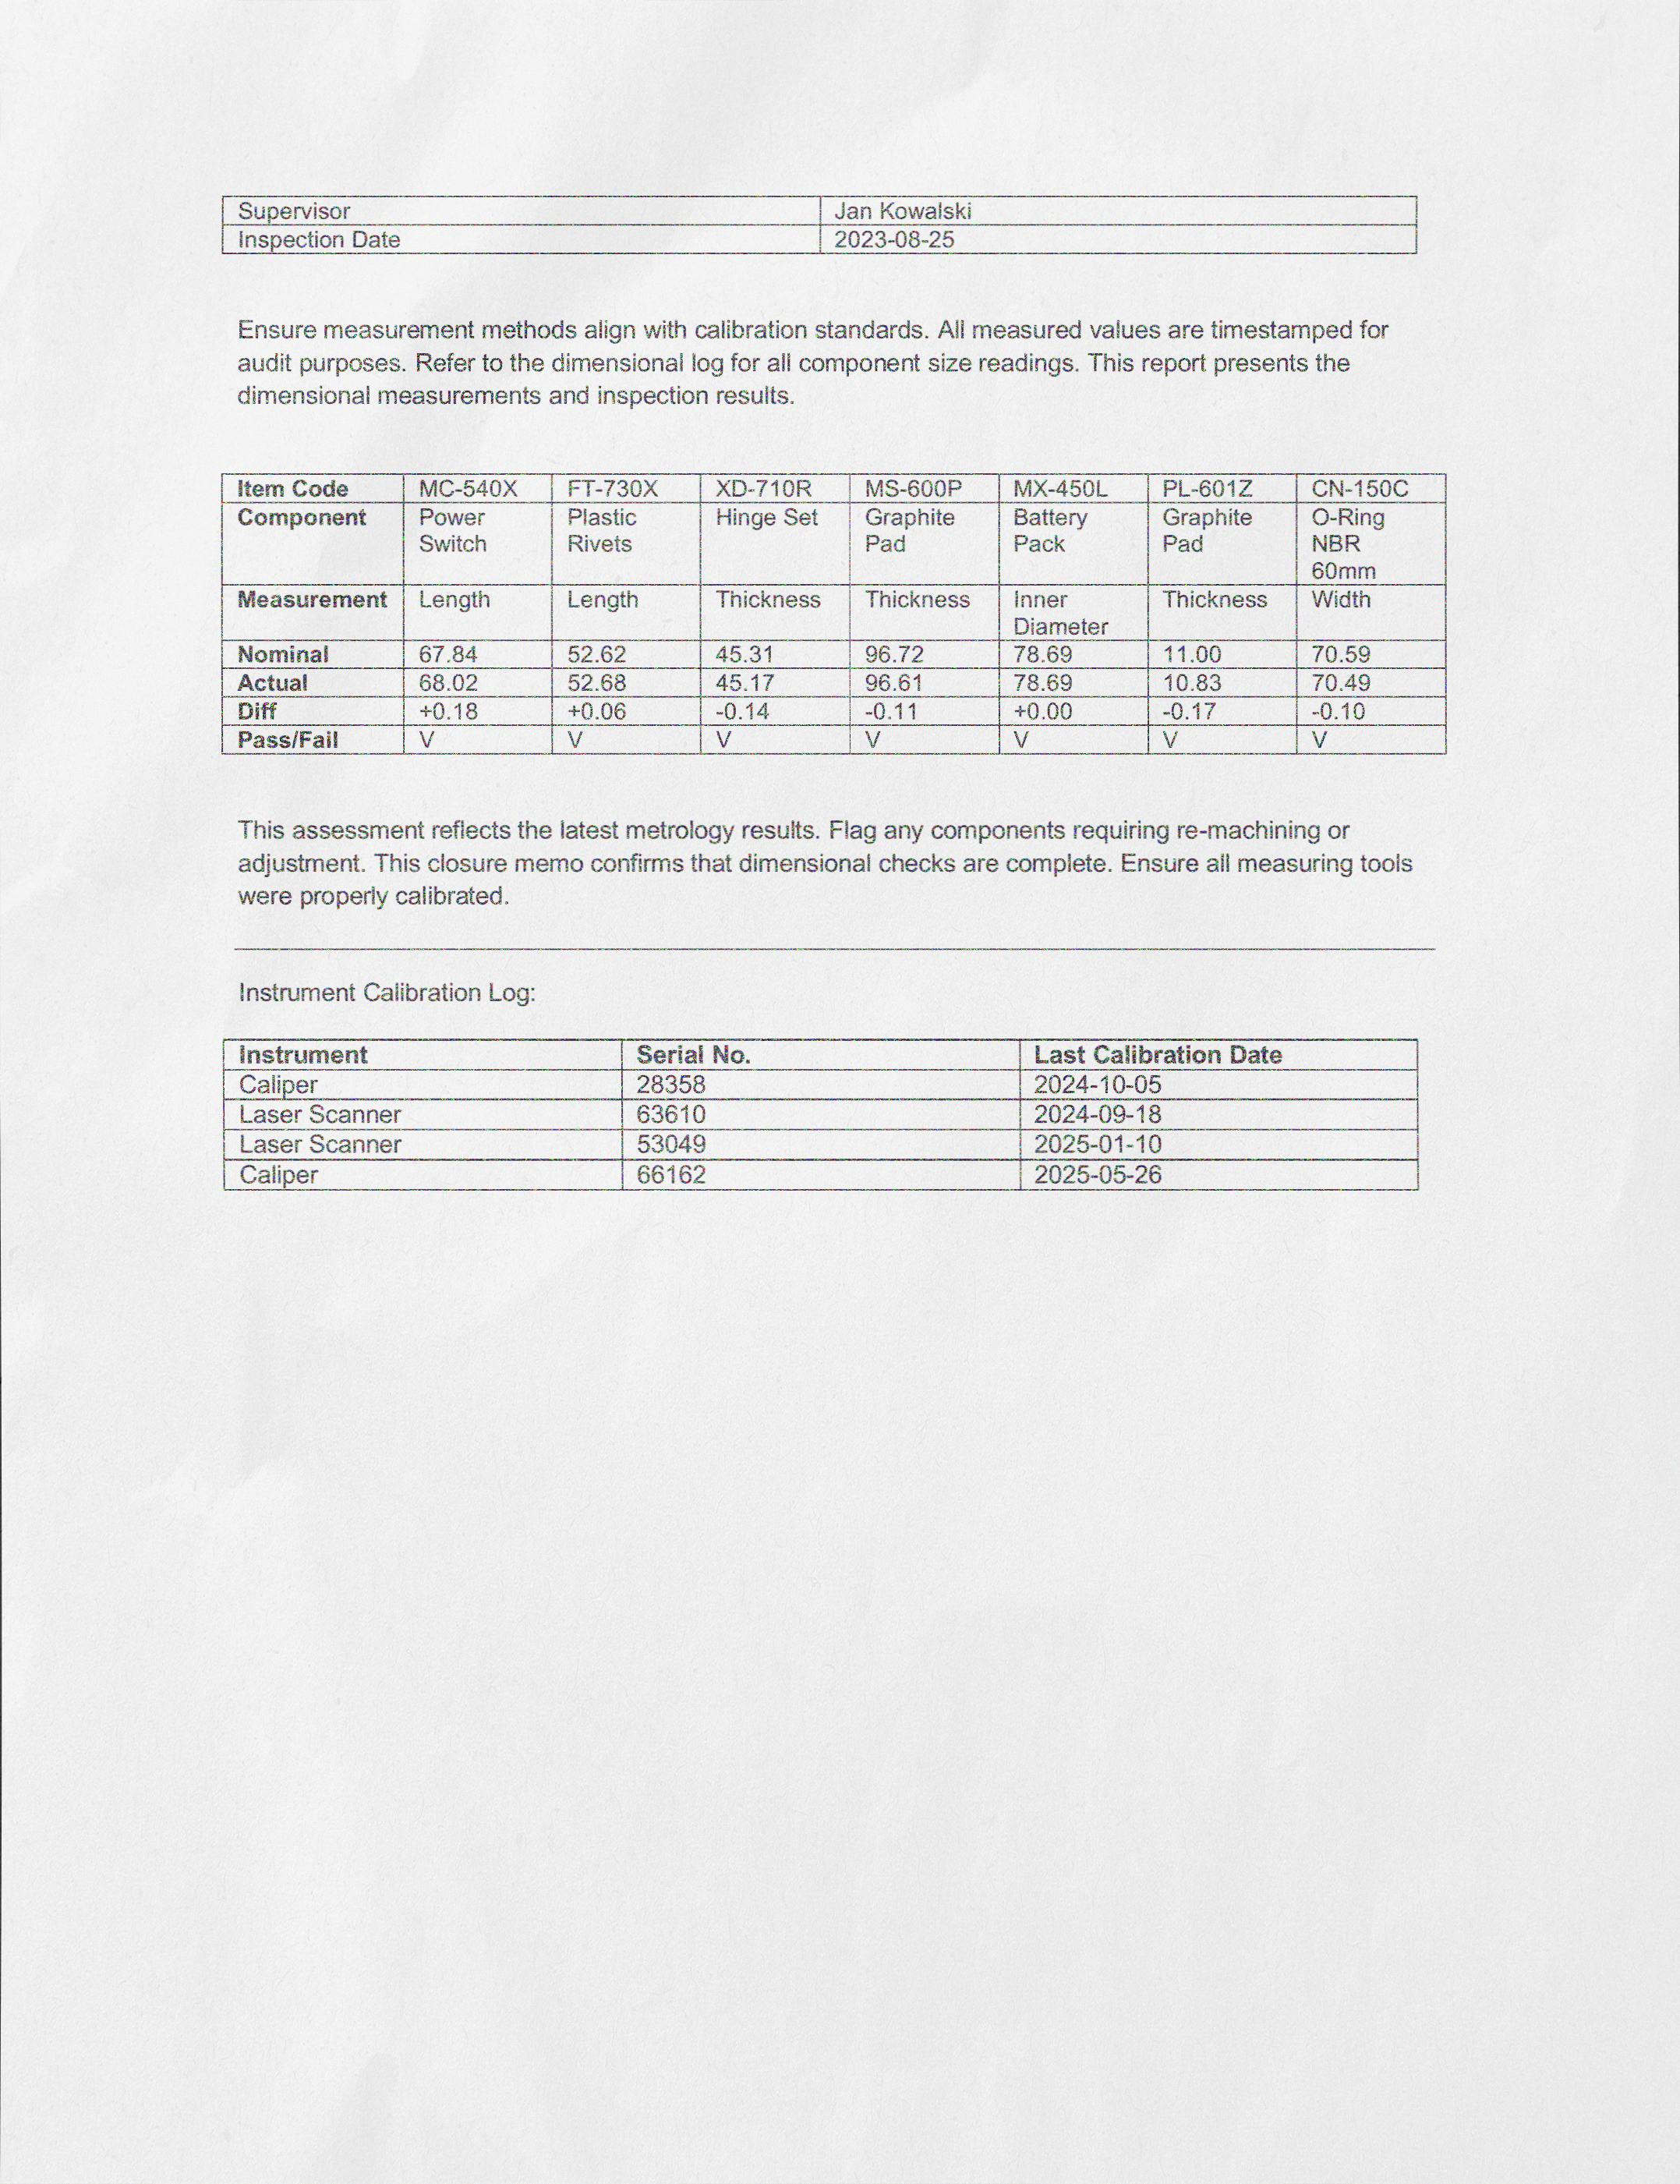 Supervisor Jan Kowalski
Inspection Date 2023-08-25
Ensure measurement methods align with calibration standards. All measured values are timestamped for
audit purposes. Refer to the dimensional log for all component size readings. This report presents the
dimensional measurements and inspection results.
Item Code MC-540X FT-730X XD-710R MS-600P MX-450L PL-601Z CN-150C
Component Power Plastic Hinge Set Graphite Battery Graphite O-Ring
Switch Rivets Pad Pack Pad NBR
60mm
Measurement Length Length Thickness Thickness Inner Thickness Width
Diameter
Nominal 67.84 52.62 45.31 96.72 78.69 11.00 70.59
Actual 68.02 52.68 45.17 96.61 78.69 10.83 70.49
Diff +0.18 +0.06 -0.14 -0.11 +0.00 -0.17 -0.10
Pass/Fail V V V V V V V
This assessment reflects the latest metrology results. Flag any components requiring re-machining or
adjustment. This closure memo confirms that dimensional checks are complete. Ensure all measuring tools
were properly calibrated.
Instrument Calibration Log:
Instrument Serial No. Last Calibration Date
Caliper 28358 2024-10-05
Laser Scanner 63610 2024-09-18
Laser Scanner 53049 2025-01-10
Caliper 66162 2025-05-26